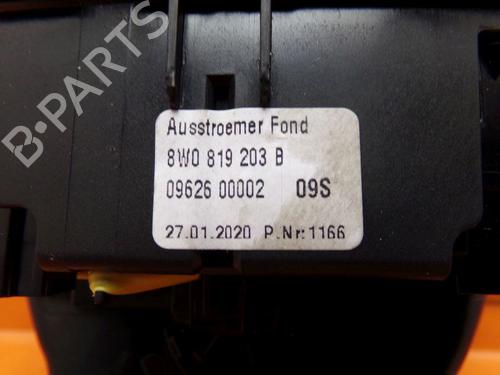 B-PARTS
Ausstroemer Fond
8W0 819 203 B
09626 00002 09S
27.01.2020 P.Nr:1166